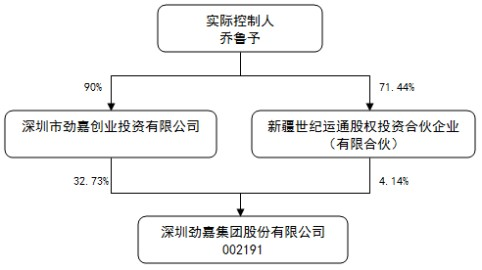 实际控制人
乔鲁予
90%
71.44%
深圳市劲嘉创业投资有限公司
新疆世纪运通股权投资合伙企业
（有限合伙）
32.73%
4.14%
深圳劲嘉集团股份有限公司
002191